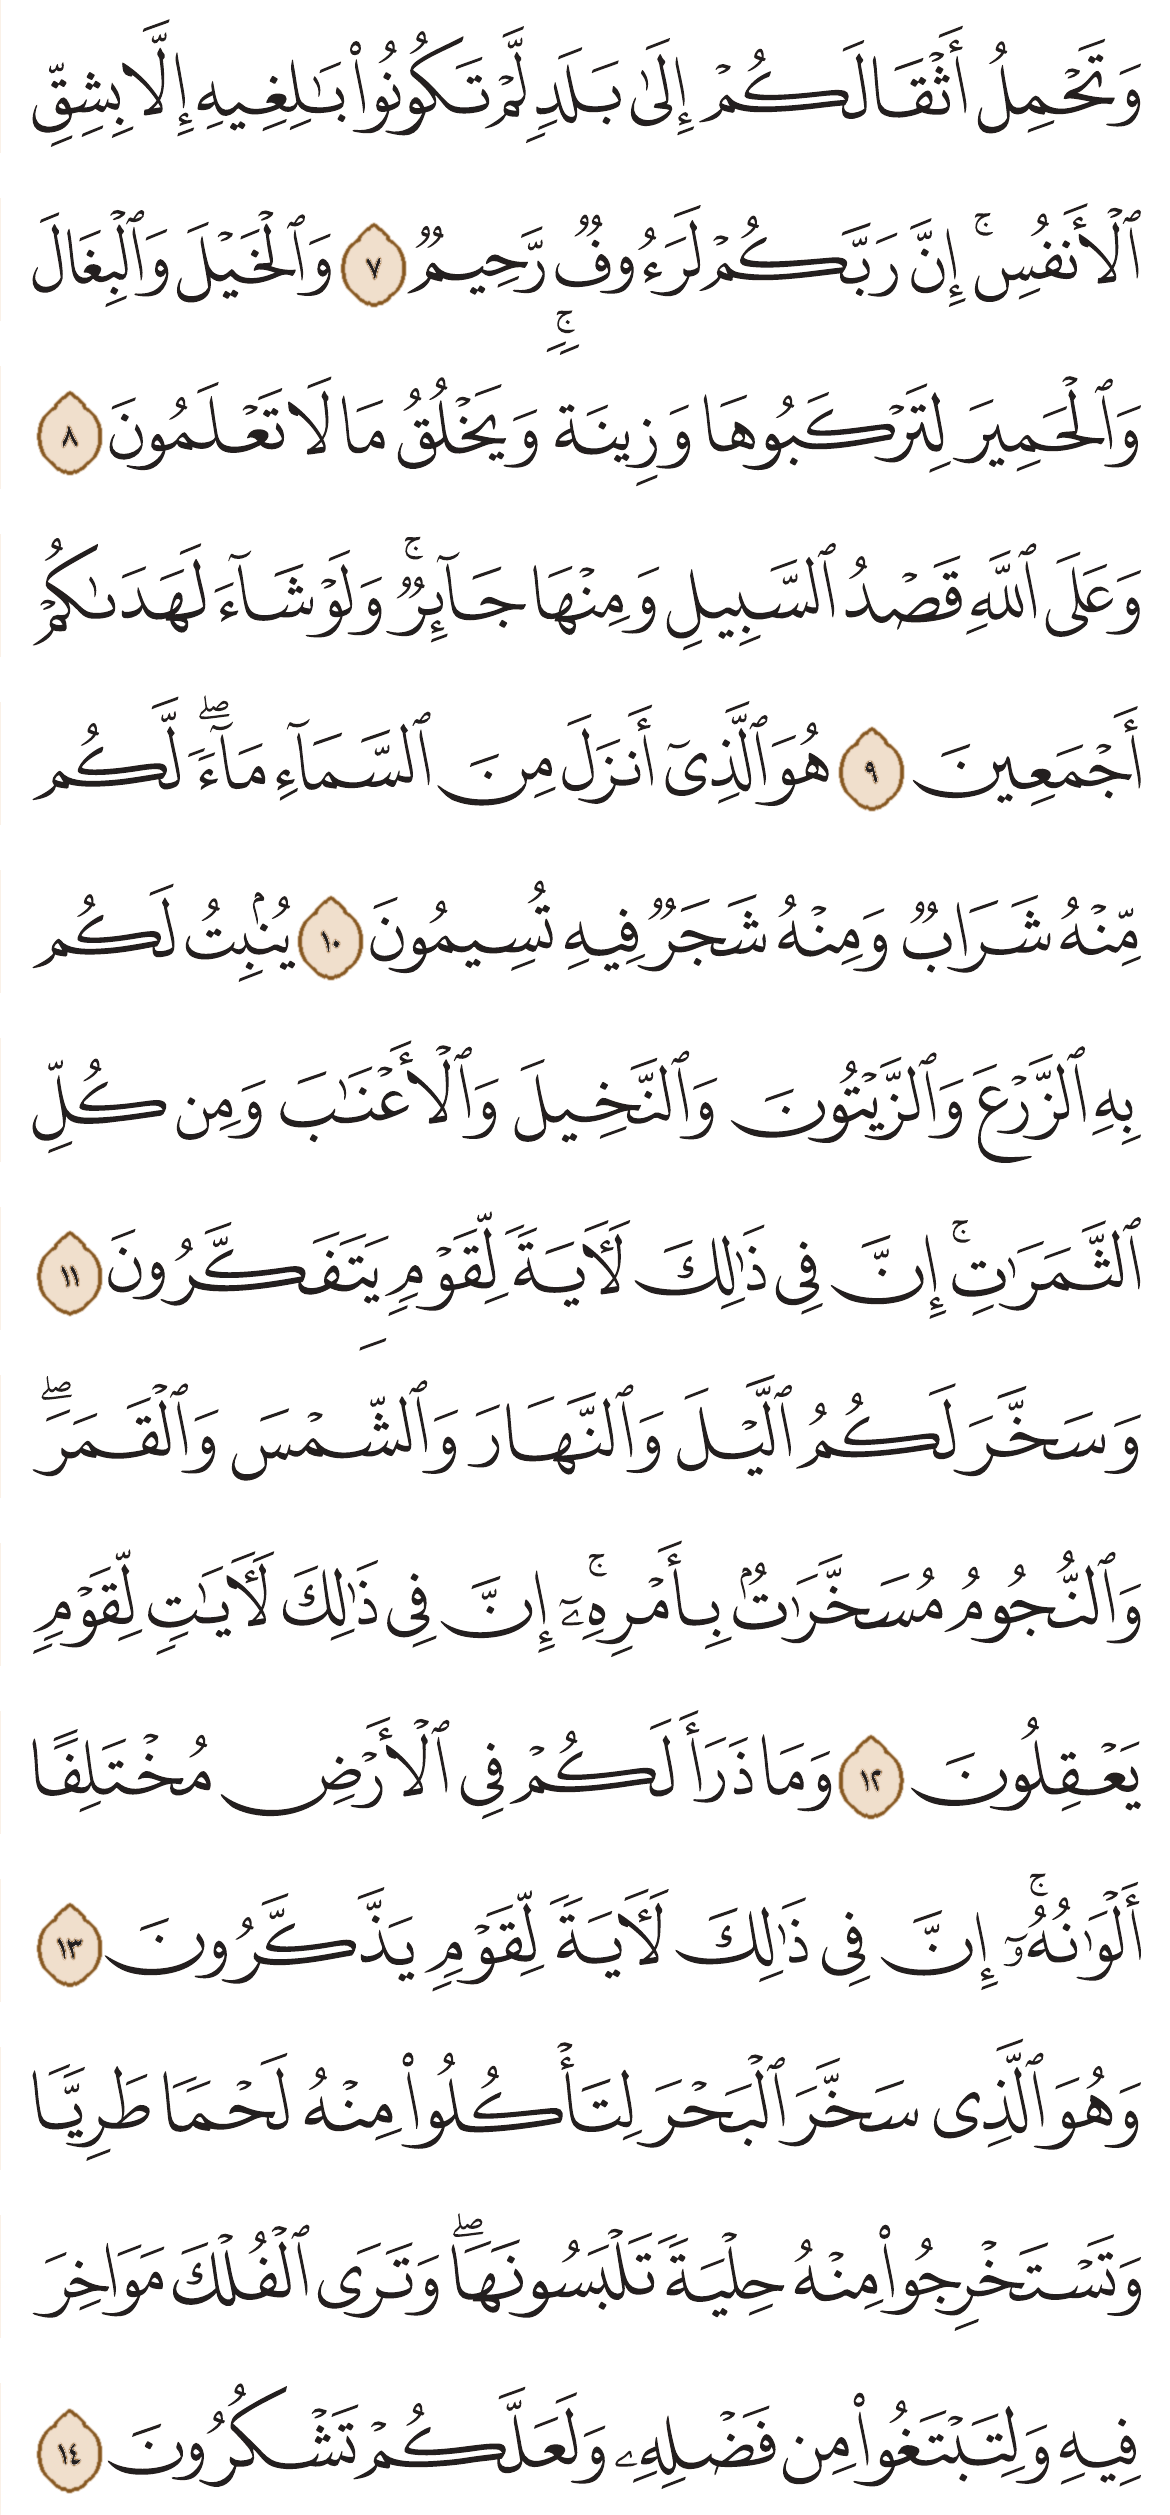 وَتَحْمِلُ أَثْقَالَكُمْ إِلَىٰ بَلَدٍ لَّمْ تَكُونُوا۟ بَٰلِغِيهِ إِلَّا بِشِقِّ
ٱلْأَنفُسِ ۚ إِنَّ رَبَّكُمْ لَرَءُوفٌ رَّحِيمٌ ٧ وَٱلْخَيْلَ وَٱلْبِغَالَ
وَٱلْحَمِيرَ لِتَرْكَبُوهَا وَزِينَةً ۚ وَيَخْلُقُ مَا لَا تَعْلَمُونَ ٨
وَعَلَى ٱللَّهِ قَصْدُ ٱلسَّبِيلِ وَمِنْهَا جَآئِرٌ ۚ وَلَوْ شَآءَ لَهَدَىٰكُمْ
أَجْمَعِينَ ٩ هُوَ ٱلَّذِىٓ أَنزَلَ مِنَ ٱلسَّمَآءِ مَآءً ۖ لَّكُم
مِّنْهُ شَرَابٌ وَمِنْهُ شَجَرٌ فِيهِ تُسِيمُونَ ١٠ يُنۢبِتُ لَكُم
بِهِ ٱلزَّرْعَ وَٱلزَّيْتُونَ وَٱلنَّخِيلَ وَٱلْأَعْنَٰبَ وَمِن كُلِّ
ٱلثَّمَرَٰتِ ۚ إِنَّ فِى ذَٰلِكَ لَءَايَةً لِّقَوْمٍ يَتَفَكَّرُونَ ١١
وَسَخَّرَ لَكُمُ ٱلَّيْلَ وَٱلنَّهَارَ وَٱلشَّمْسَ وَٱلْقَمَرَ ۖ
وَٱلنُّجُومُ مُسَخَّرَٰتٌۢ بِأَمْرِهِۦٓ ۚ إِنَّ فِى ذَٰلِكَ لَءَايَٰتٍ لِّقَوْمٍ
يَعْقِلُونَ ١٢ وَمَا ذَرَأَ لَكُمْ فِى ٱلْأَرْضِ مُخْتَلِفًا
أَلْوَٰنُهُۥٓ ۚ إِنَّ فِى ذَٰلِكَ لَءَايَةً لِّقَوْمٍ يَذَّكَّرُونَ ١٣
وَهُوَ ٱلَّذِى سَخَّرَ ٱلْبَحْرَ لِتَأْكُلُوا۟ مِنْهُ لَحْمًا طَرِيًّا
وَتَسْتَخْرِجُوا۟ مِنْهُ حِلْيَةً تَلْبَسُونَهَا ۖ وَتَرَى ٱلْفُلْكَ مَوَاخِرَ
فِيهِ وَلِتَبْتَغُوا۟ مِن فَضْلِهِۦ وَلَعَلَّكُمْ تَشْكُرُونَ ١٤